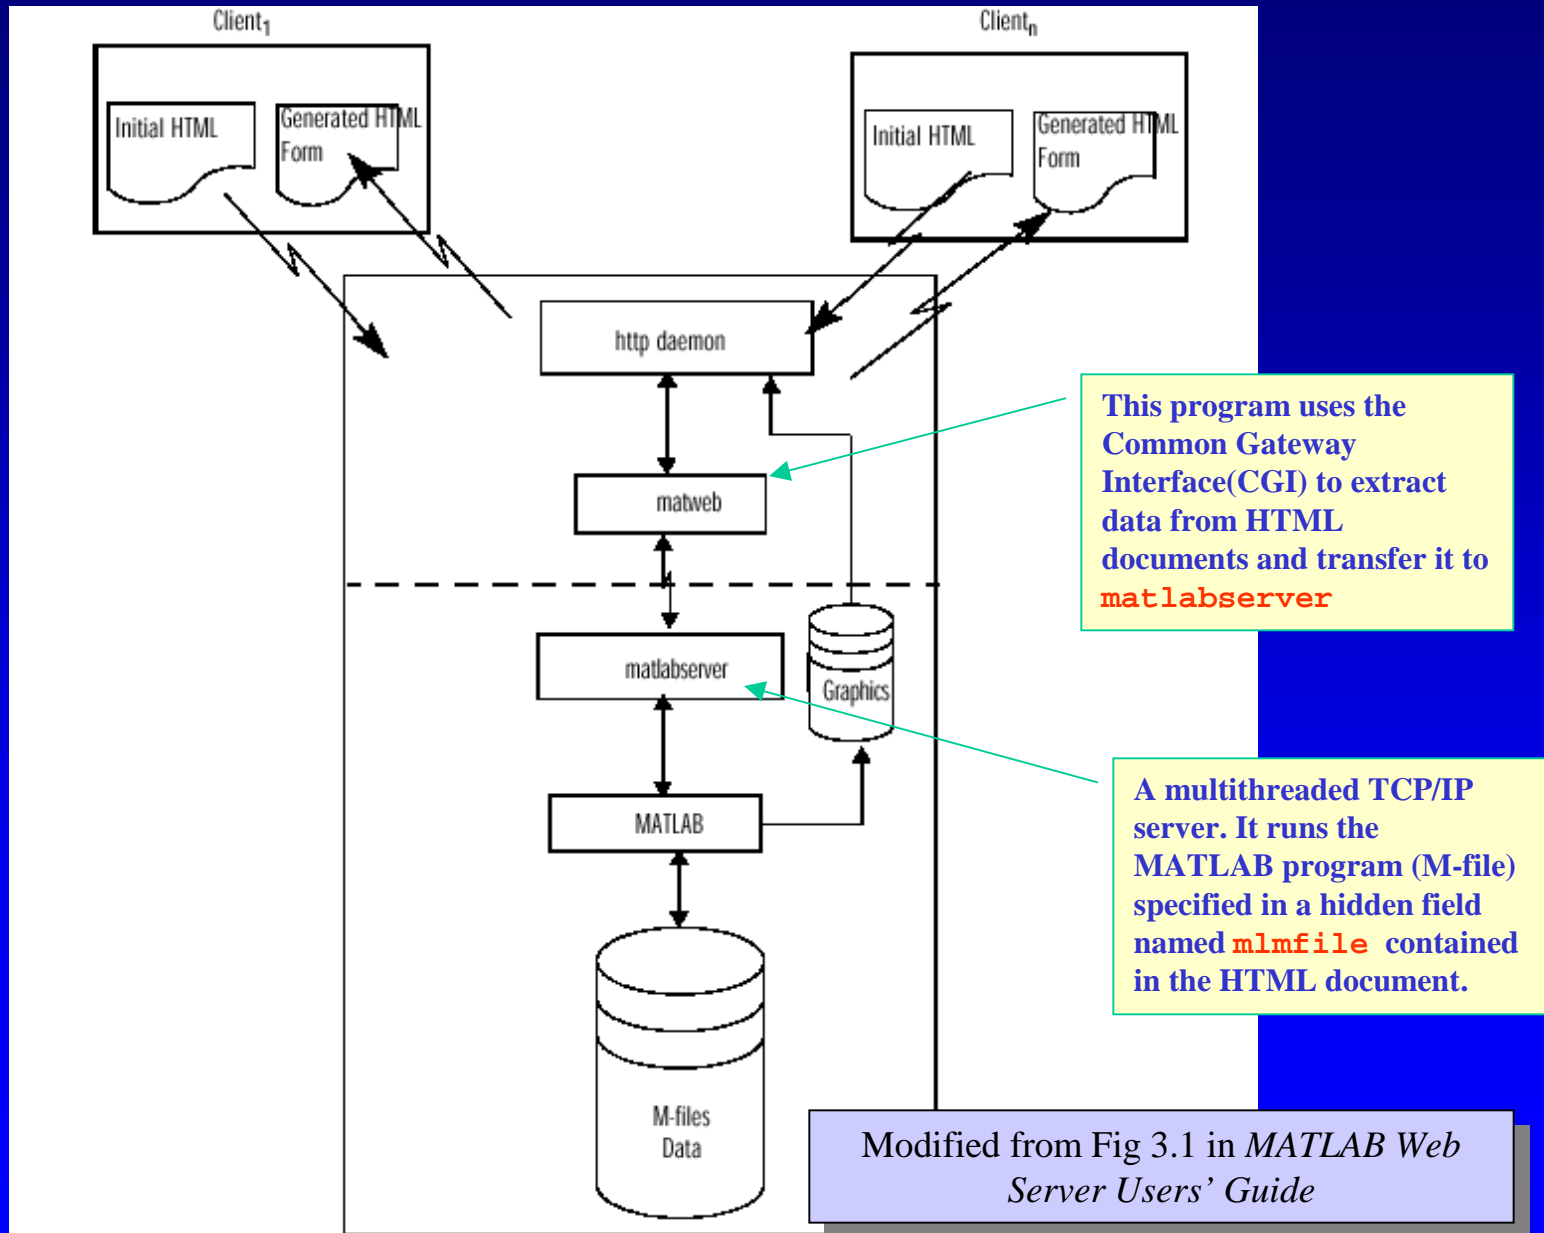 Client1
Clientn
Initial HTML
Generated HTML
Form
Initial HTML
Generated HTML
Form
http daemon
matweb
matlabserver
Graphics
MATLAB
M-files
Data
This program uses the
Common Gateway
Interface(CGI) to extract
data from HTML
documents and transfer it to
matlabserver
A multithreaded TCP/IP
server. It runs the
MATLAB program (M-file)
specified in a hidden field
named mlmfile contained
in the HTML document.
Modified from Fig 3.1 in MATLAB Web
Server Users’ Guide